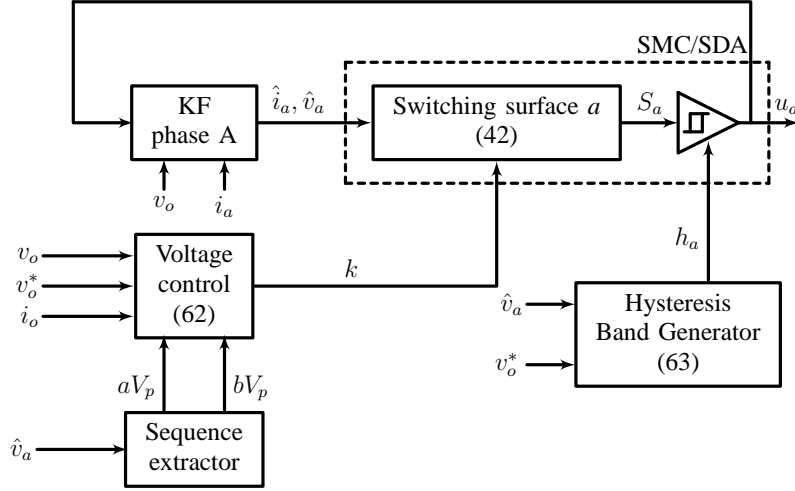 SMC/SDA
KF
phase A
î_a, v̂_a
Switching surface a
(42)
S_a
u_a
v_o
i_a
v_o
v_o^*
i_o
Voltage
control
(62)
k
h_a
v̂_a
v_o^*
Hysteresis
Band Generator
(63)
aV_p
bV_p
v̂_a
Sequence
extractor